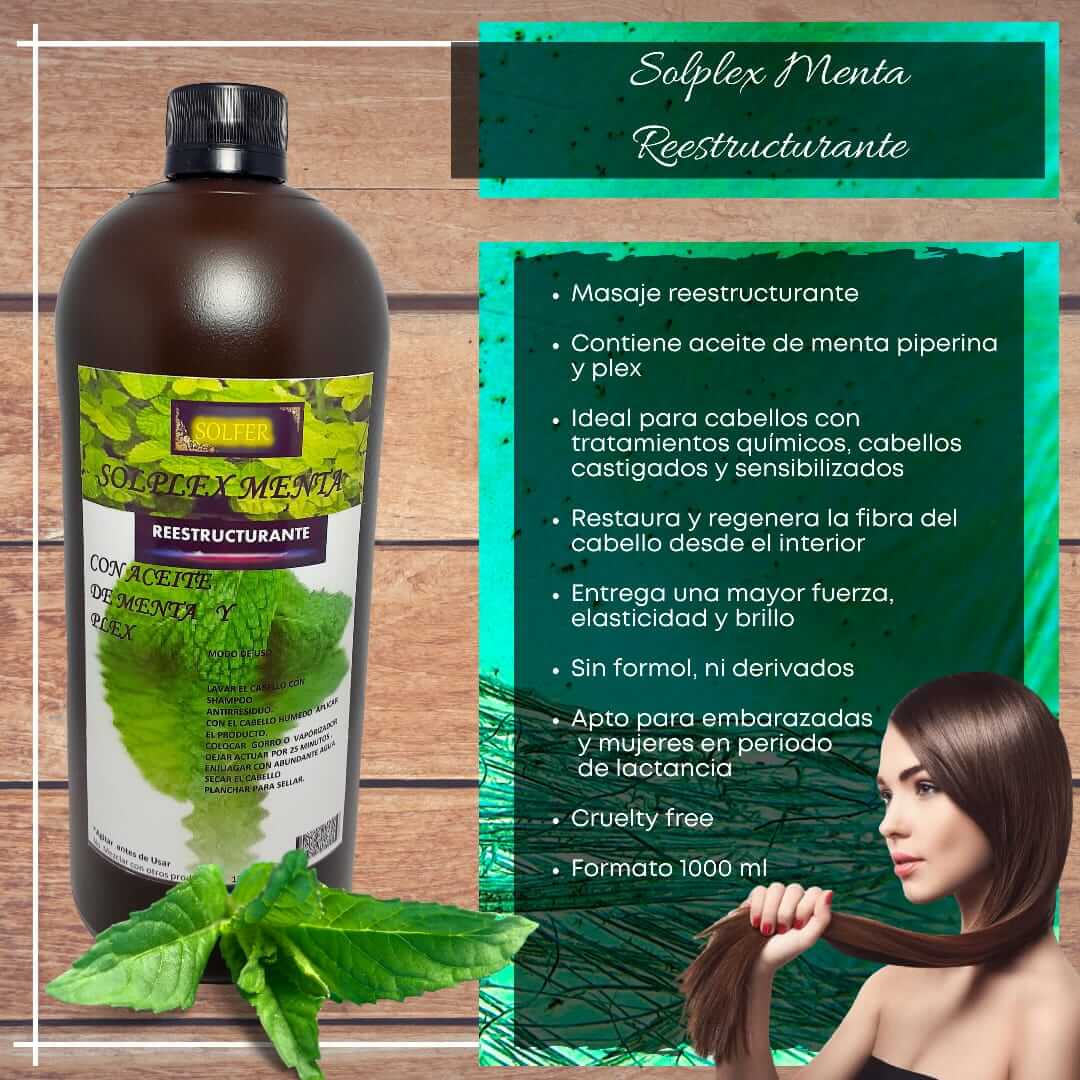 Solplex Menta
Reestructurante
• Masaje reestructurante
• Contiene aceite de menta piperina
y plex
• Ideal para cabellos con
tratamientos químicos, cabellos
castigados y sensibilizados
• Restaura y regenera la fibra del
cabello desde el interior
• Entrega una mayor fuerza,
elasticidad y brillo
• Sin formol, ni derivados
• Apto para embarazadas
y mujeres en periodo
de lactancia
• Cruelty free
• Formato 1000 ml
SOLFER
SOLPLEX MENTA
REESTRUCTURANTE
CON ACEITE
DE MENTA Y
PLEX
MODO DE USO
LAVAR EL CABELLO CON
SHAMPOO
ANTIRRESIDUO.
CON EL CABELLO HUMEDO APLICAR
EL PRODUCTO.
COLOCAR GORRO O VAPORIZADOR
DEJAR ACTUAR POR 25 MINUTOS.
ENJUAGAR CON ABUNDANTE AGUA.
SECAR EL CABELLO
PLANCHAR PARA SELLAR.
*Agitar antes de Usar
No Mezclar con otros